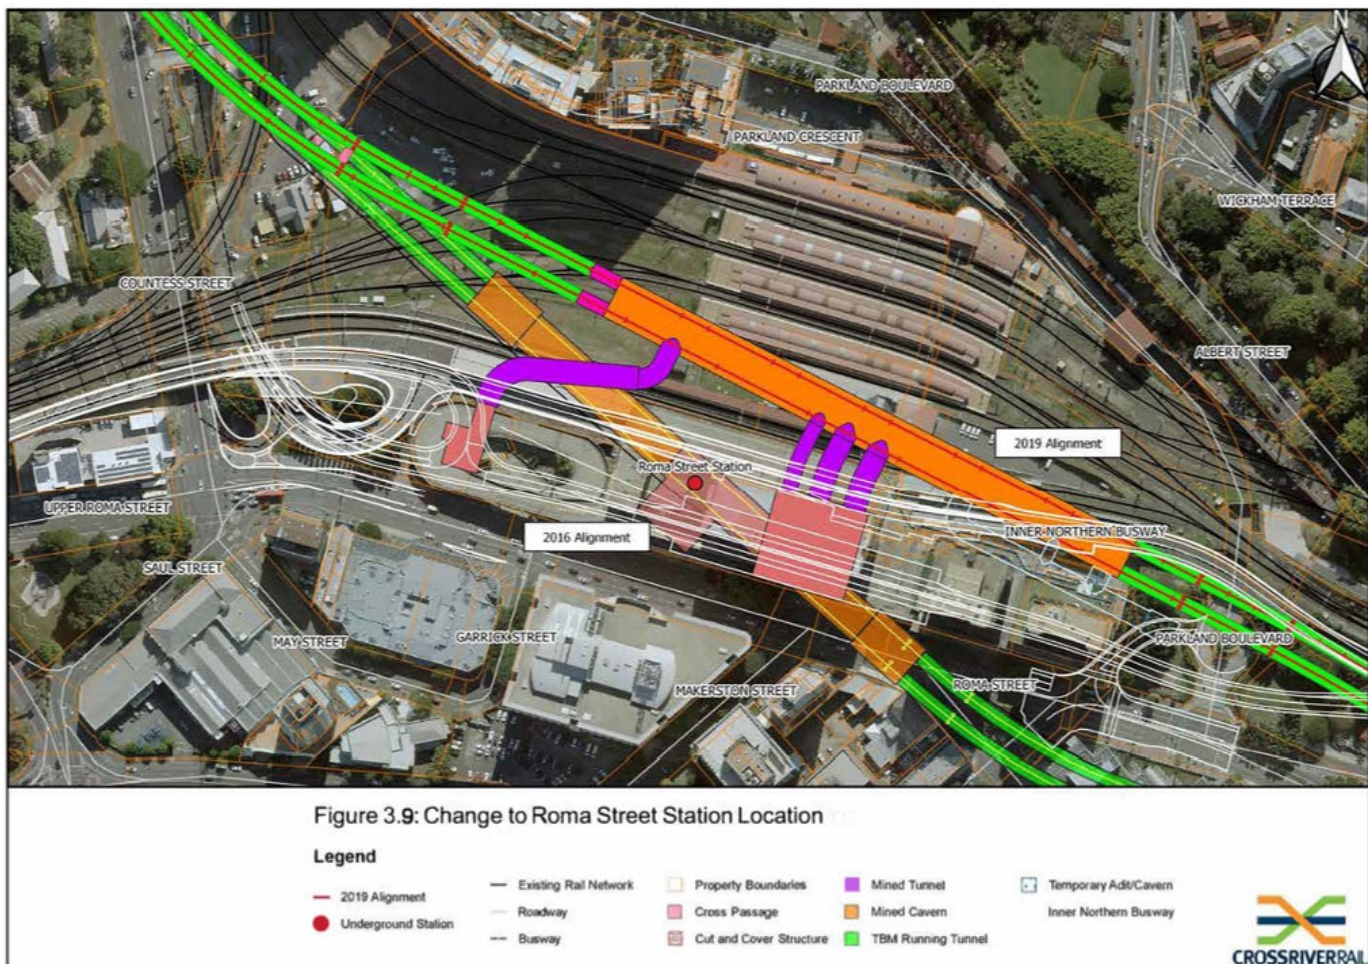 N
PARKLAND BOULEVARD
PARKLAND CRESCENT
WICKHAM TERRACE
COUNTESS STREET
ALBERT STREET
2019 Alignment
Roma Street Station
UPPER ROMA STREET
2016 Alignment
INNER NORTHERN BUSWAY
SAUL STREET
MAY STREET
GARRICK STREET
PARKLAND BOULEVARD
MAKERSTON STREET
ROMA STREET
Figure 3.9: Change to Roma Street Station Location
Legend
2019 Alignment
Underground Station
Existing Rail Network
Roadway
Busway
Property Boundaries
Cross Passage
Cut and Cover Structure
Mined Tunnel
Mined Cavern
TBM Running Tunnel
Temporary Adit/Cavern
Inner Northern Busway
CROSSRIVERRAIL